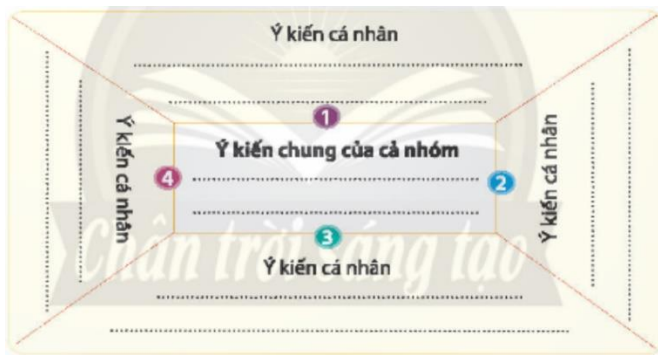 Ý kiến cá nhân
1
Ý kiến cá nhân
Ý kiến chung của cả nhóm
4
2
Ý kiến cá nhân
3
Ý kiến cá nhân
Chân trời sáng tạo